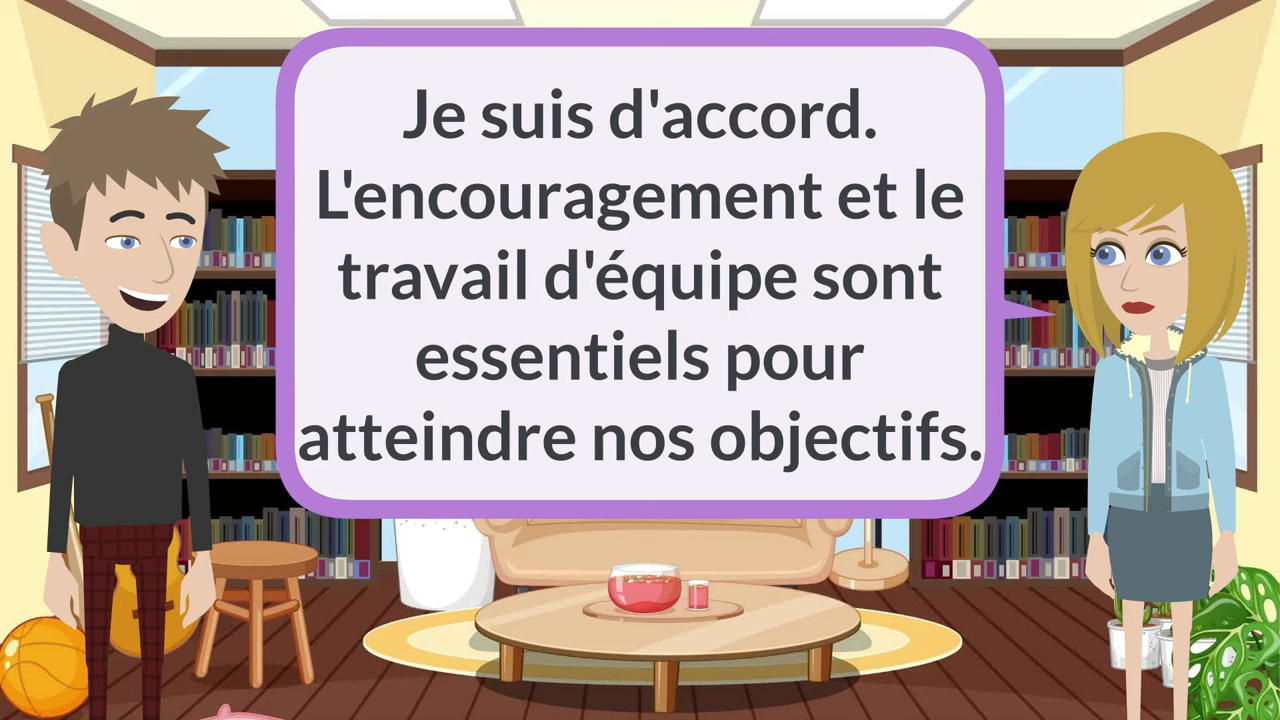 Je suis d'accord.
L'encouragement et le
travail d'équipe sont
essentiels pour
atteindre nos objectifs.